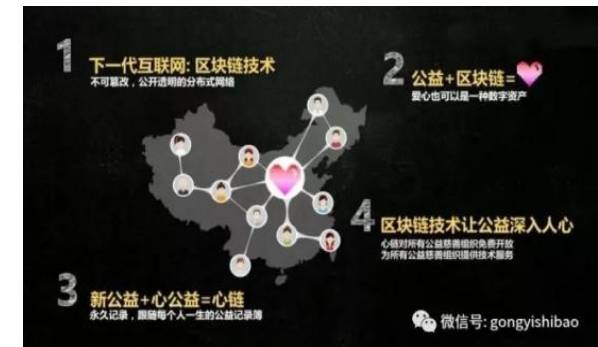 1
下一代互联网: 区块链技术
不可篡改，公开透明的分布式网络
2
公益+区块链=
爱心也可以是一种数字资产
4
区块链技术让公益深入人心
心链对所有公益慈善组织免费开放
为所有公益慈善组织提供技术服务
3
新公益+心公益=心链
永久记录，跟随每个人一生的公益记录簿
微信号: gongyishibao